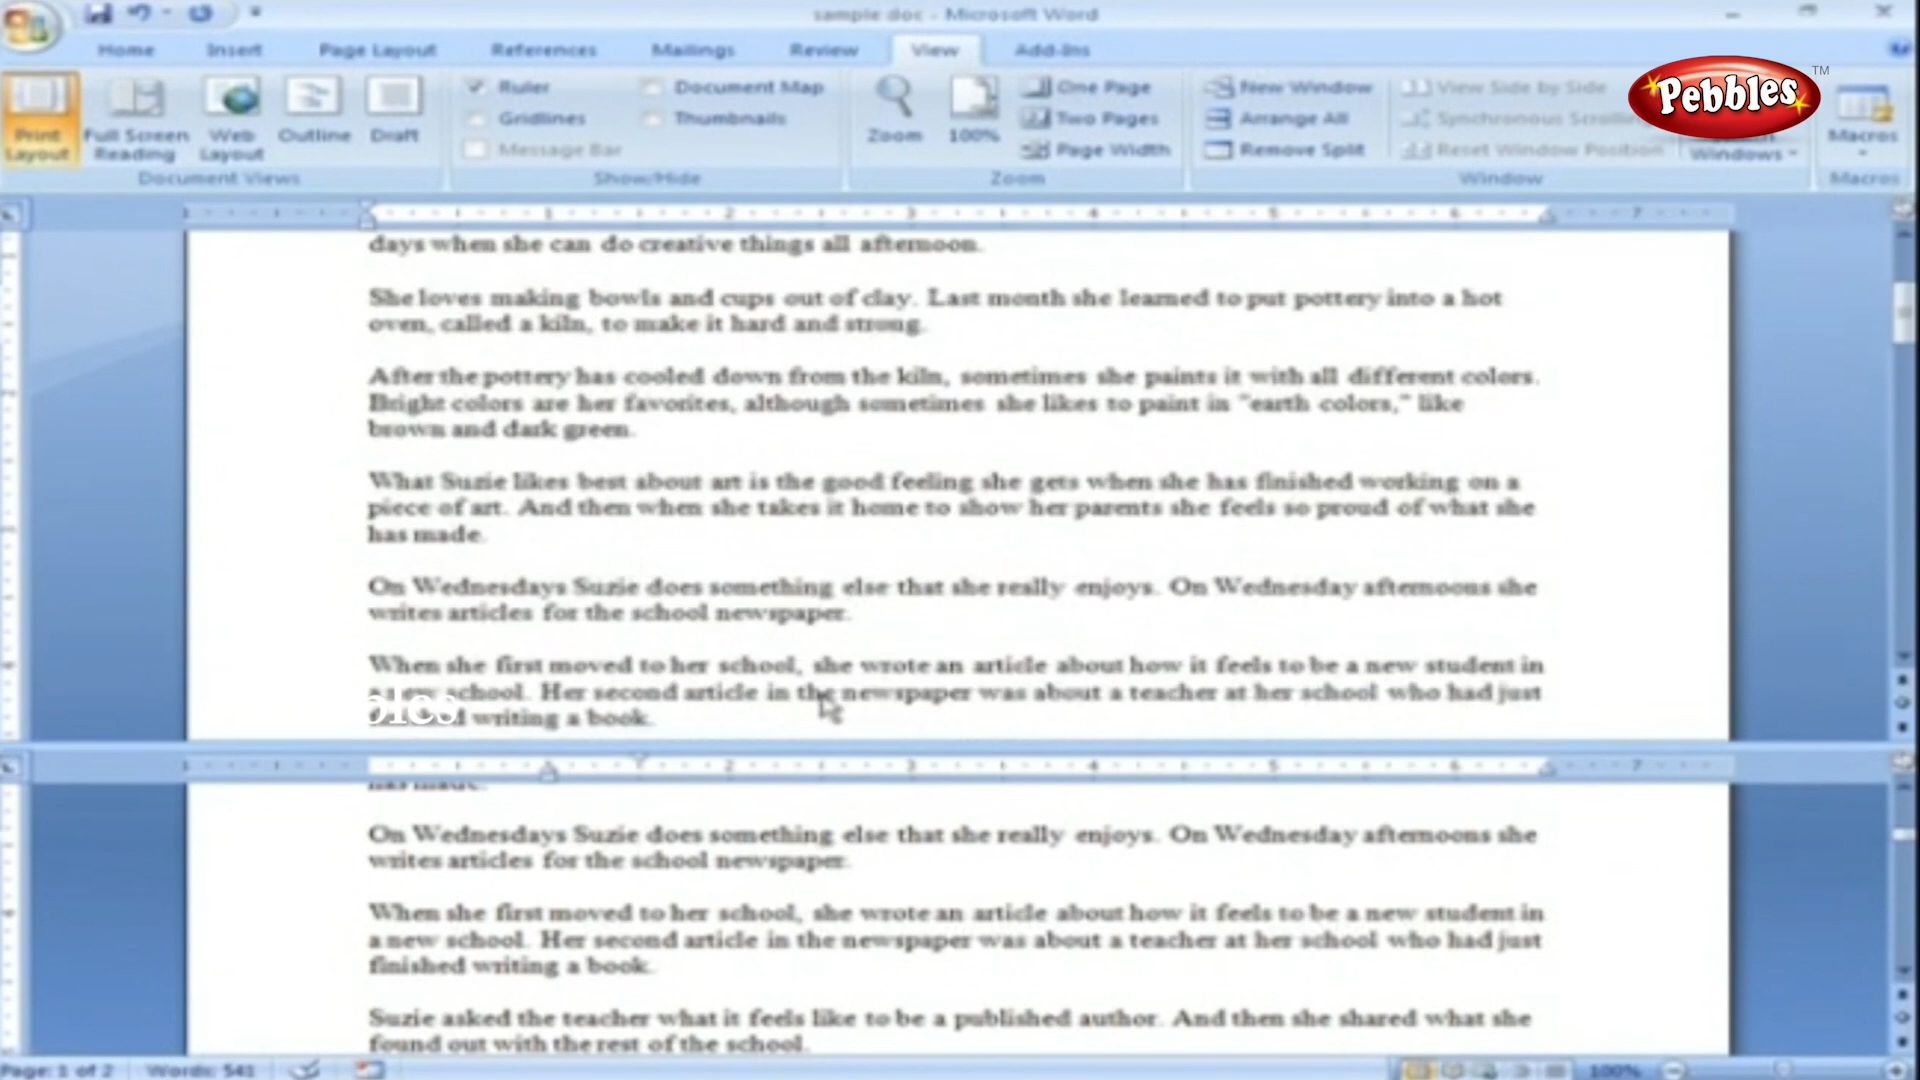 sample doc - Microsoft Word
Home Insert Page Layout References Mailings Review View Add-Ins
Print Layout Full Screen Reading Web Layout Outline Draft
Document Views
Ruler Document Map
Gridlines Thumbnails
Message Bar
Show/Hide
Zoom 100% One Page
Two Pages
Page Width
Zoom
New Window View Side by Side
Arrange All Synchronous
Remove Split Reset Window Position
Windows
Window
Macros
Macros
Pebbles TM
days when she can do creative things all afternoon.
She loves making bowls and cups out of clay. Last month she learned to put pottery into a hot
oven, called a kiln, to make it hard and strong.
After the pottery has cooled down from the kiln, sometimes she paints it with all different colors.
Bright colors are her favorites, although sometimes she likes to paint in "earth colors," like
brown and dark green.
What Suzie likes best about art is the good feeling she gets when she has finished working on a
piece of art. And then when she takes it home to show her parents she feels so proud of what she
has made.
On Wednesdays Suzie does something else that she really enjoys. On Wednesday afternoons she
writes articles for the school newspaper.
When she first moved to her school, she wrote an article about how it feels to be a new student in
school. Her second article in the newspaper was about a teacher at her school who had just
writing a book.
has made.
On Wednesdays Suzie does something else that she really enjoys. On Wednesday afternoons she
writes articles for the school newspaper.
When she first moved to her school, she wrote an article about how it feels to be a new student in
a new school. Her second article in the newspaper was about a teacher at her school who had just
finished writing a book.
Suzie asked the teacher what it feels like to be a published author. And then she shared what she
found out with the rest of the school.
Page: 1 of 2 Words: 541 100%